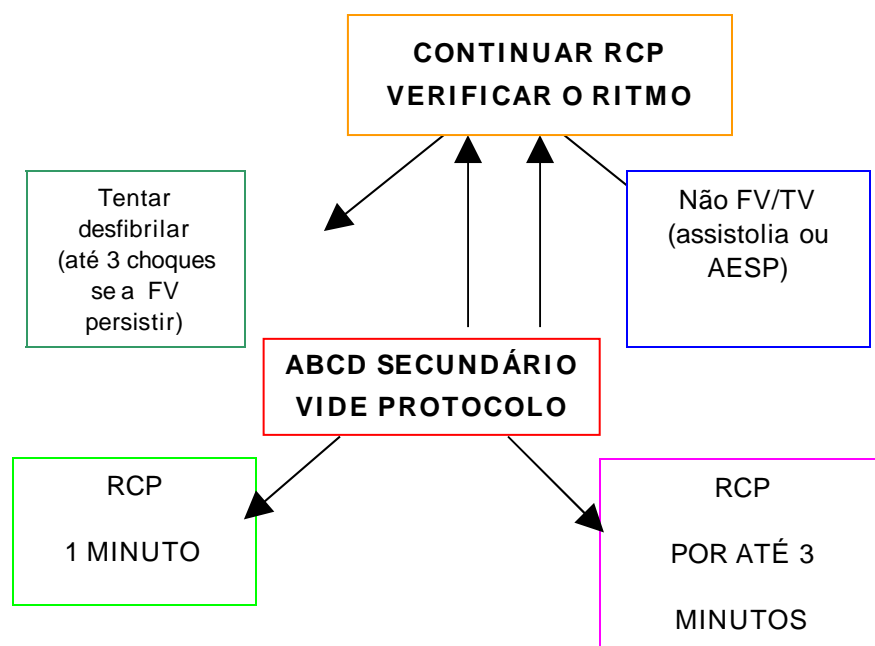 CONTINUAR RCP
VERIFICAR O RITMO
Tentar
desfibrilar
(até 3 choques
se a FV
persistir)
Não FV/TV
(assistolia ou
AESP)
ABCD SECUNDÁRIO
VIDE PROTOCOLO
RCP
1 MINUTO
RCP
POR ATÉ 3
MINUTOS